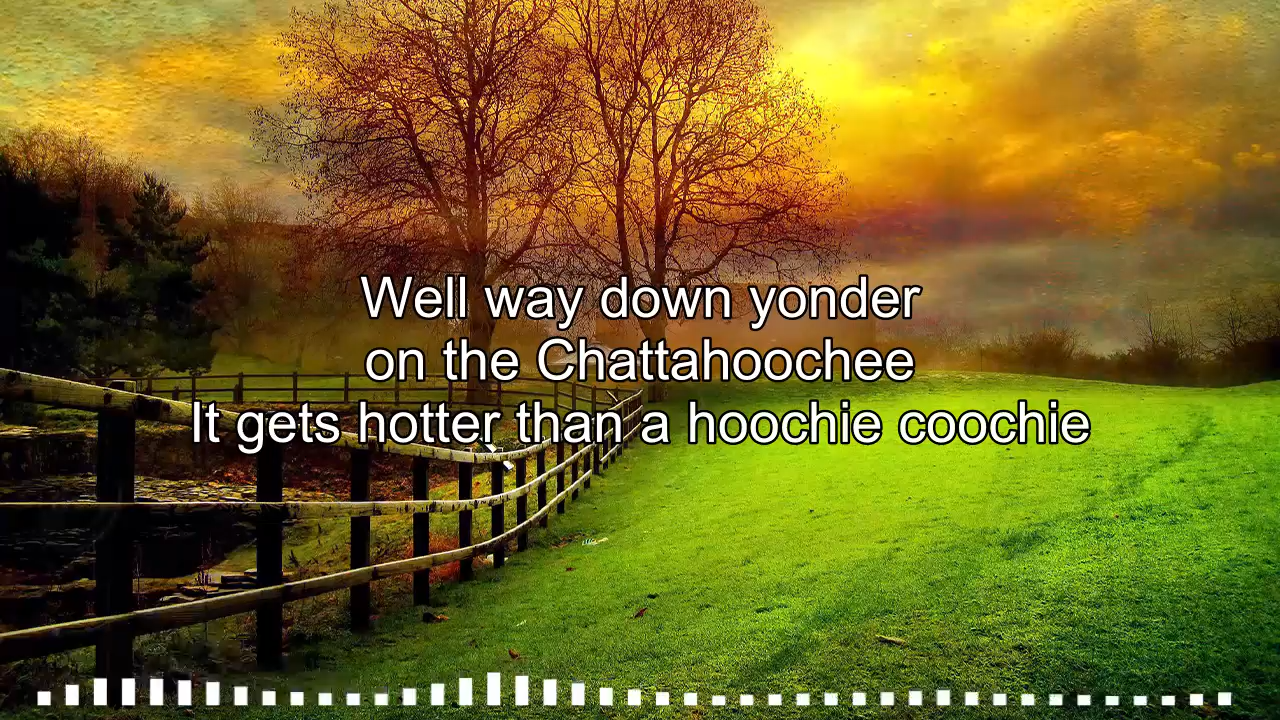 Well way down yonder
on the Chattahoochee
It gets hotter than a hoochie coochie